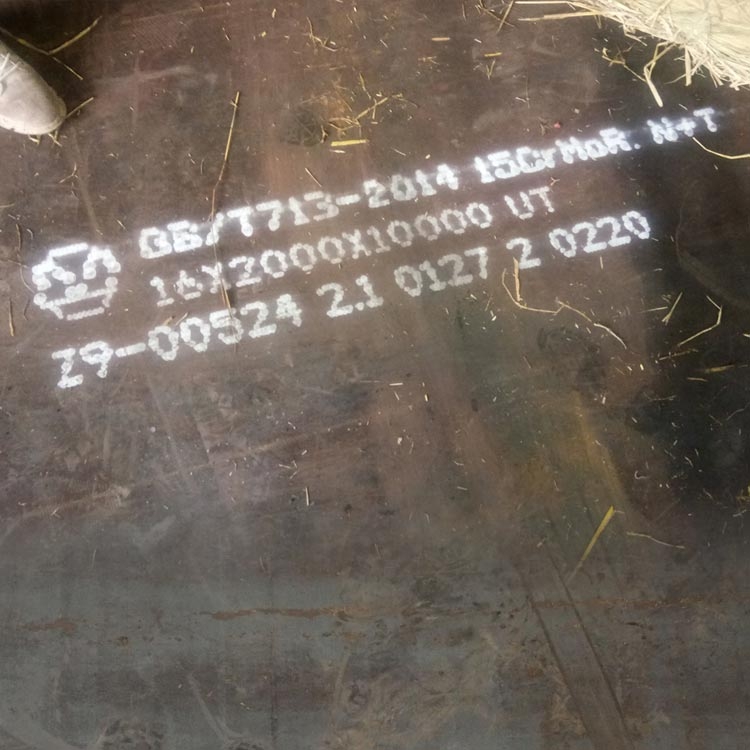 GB/T713-2014 15CrMoR. N+T
16X2000X10000 UT
Z9-00524 2.1 0127 2 0220